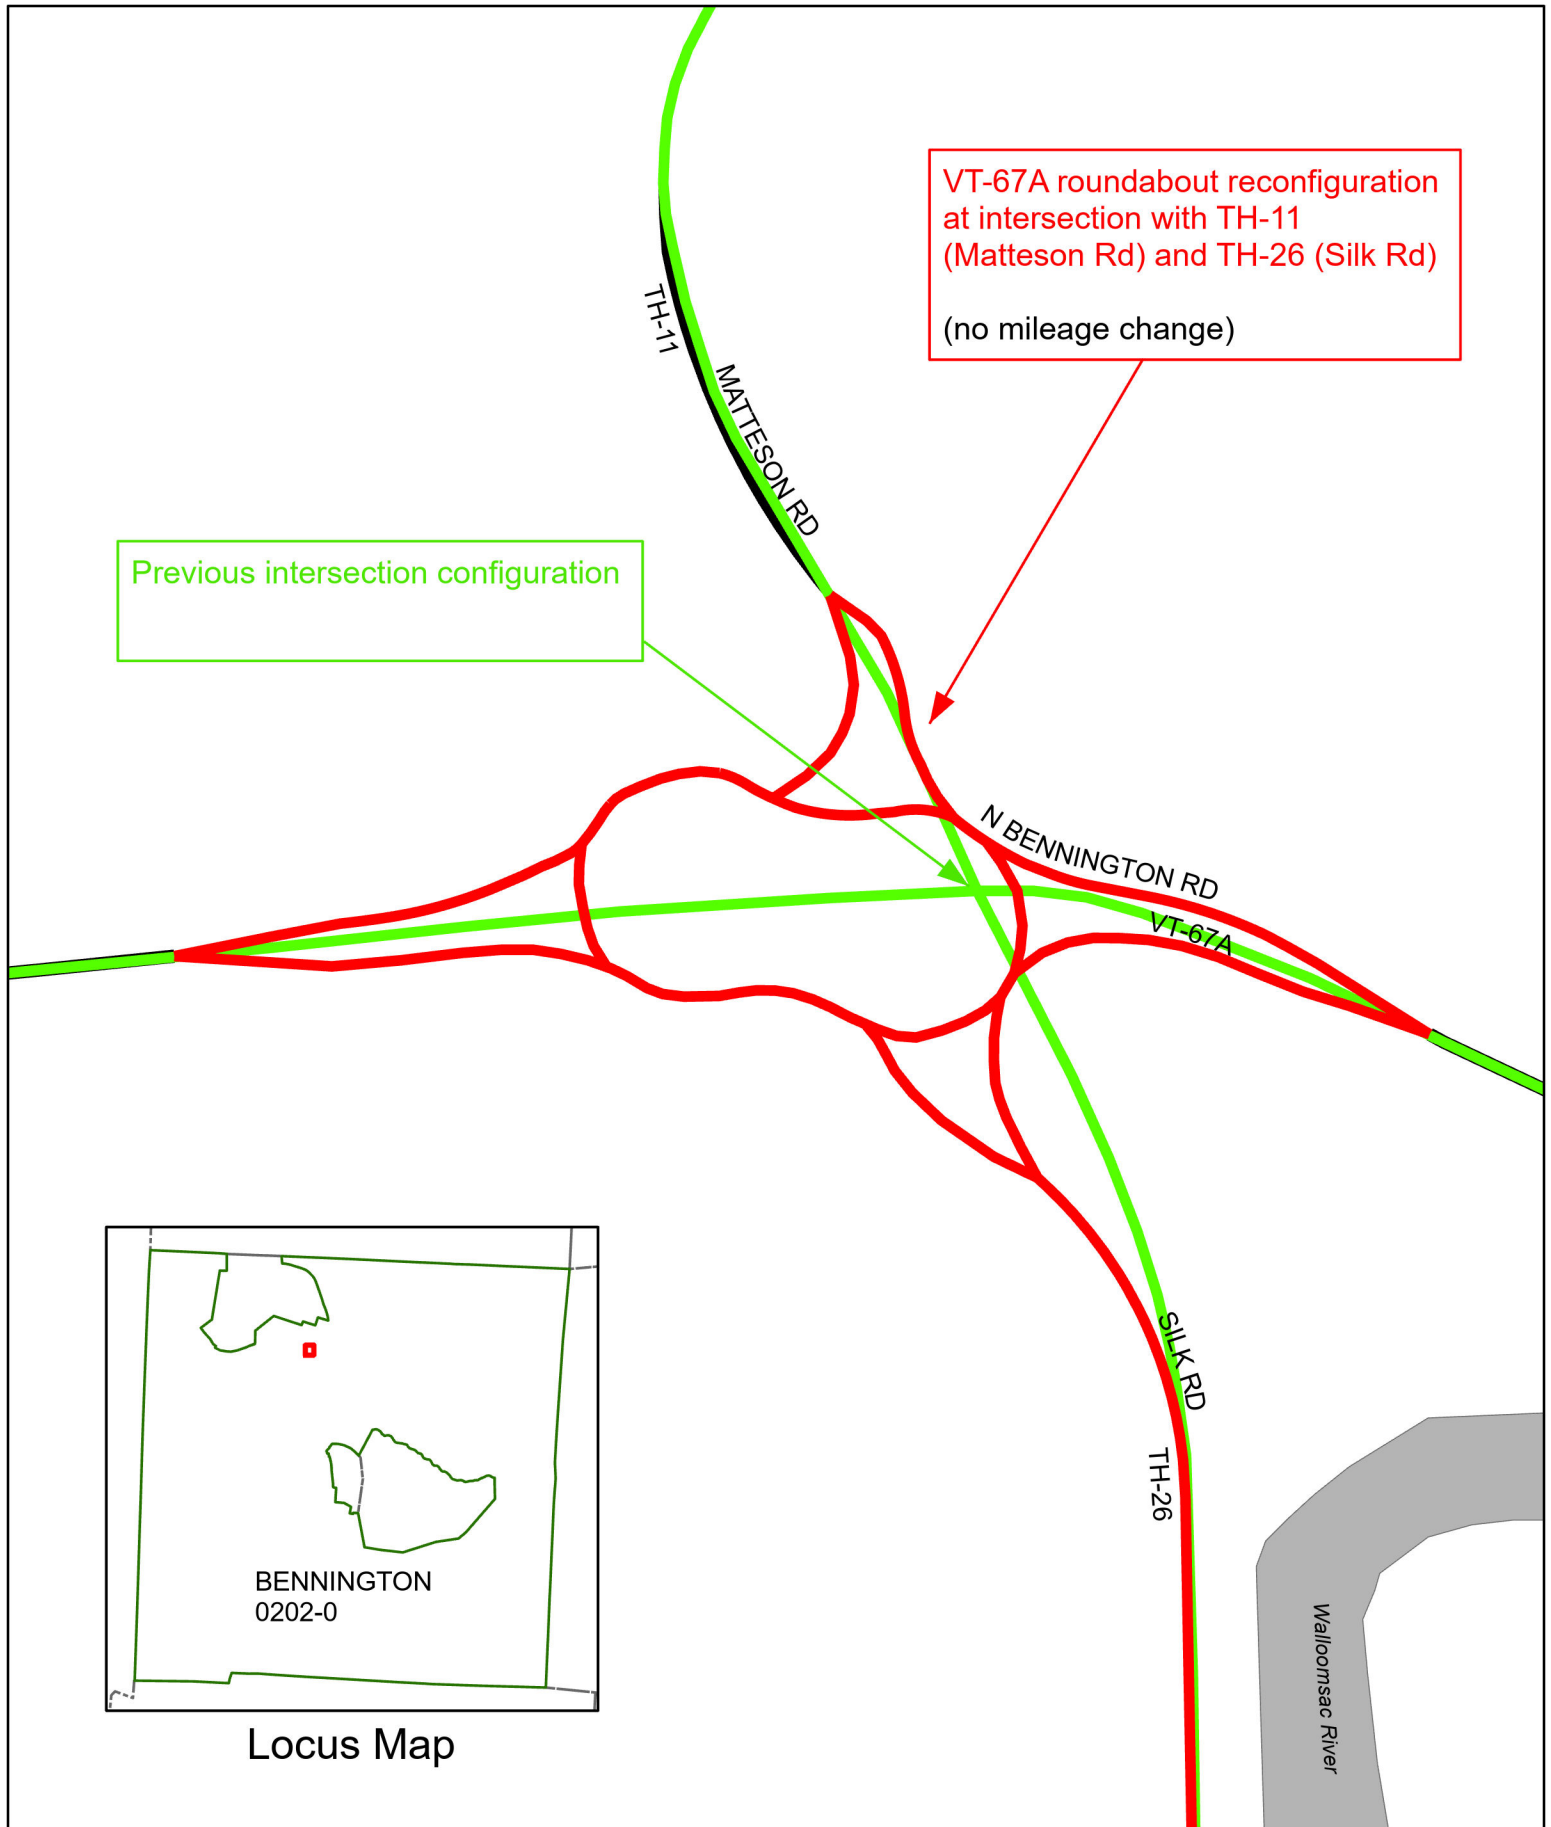 VT-67A roundabout reconfiguration
at intersection with TH-11
(Matteson Rd) and TH-26 (Silk Rd)
(no mileage change)
TH-11
MATTESON RD
Previous intersection configuration
N BENNINGTON RD
VT-67A
SILK RD
TH-26
Walloomsac River
BENNINGTON
0202-0
Locus Map